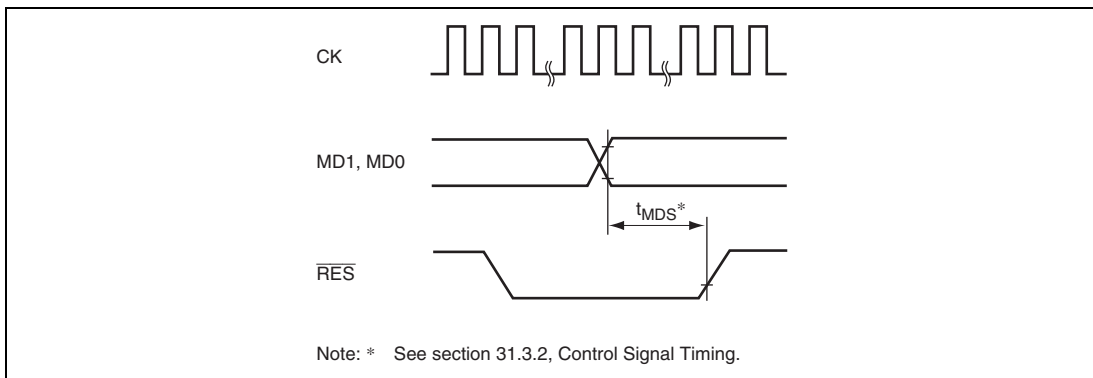 CK
MD1, MD0
tMDS*
RES
Note: * See section 31.3.2, Control Signal Timing.